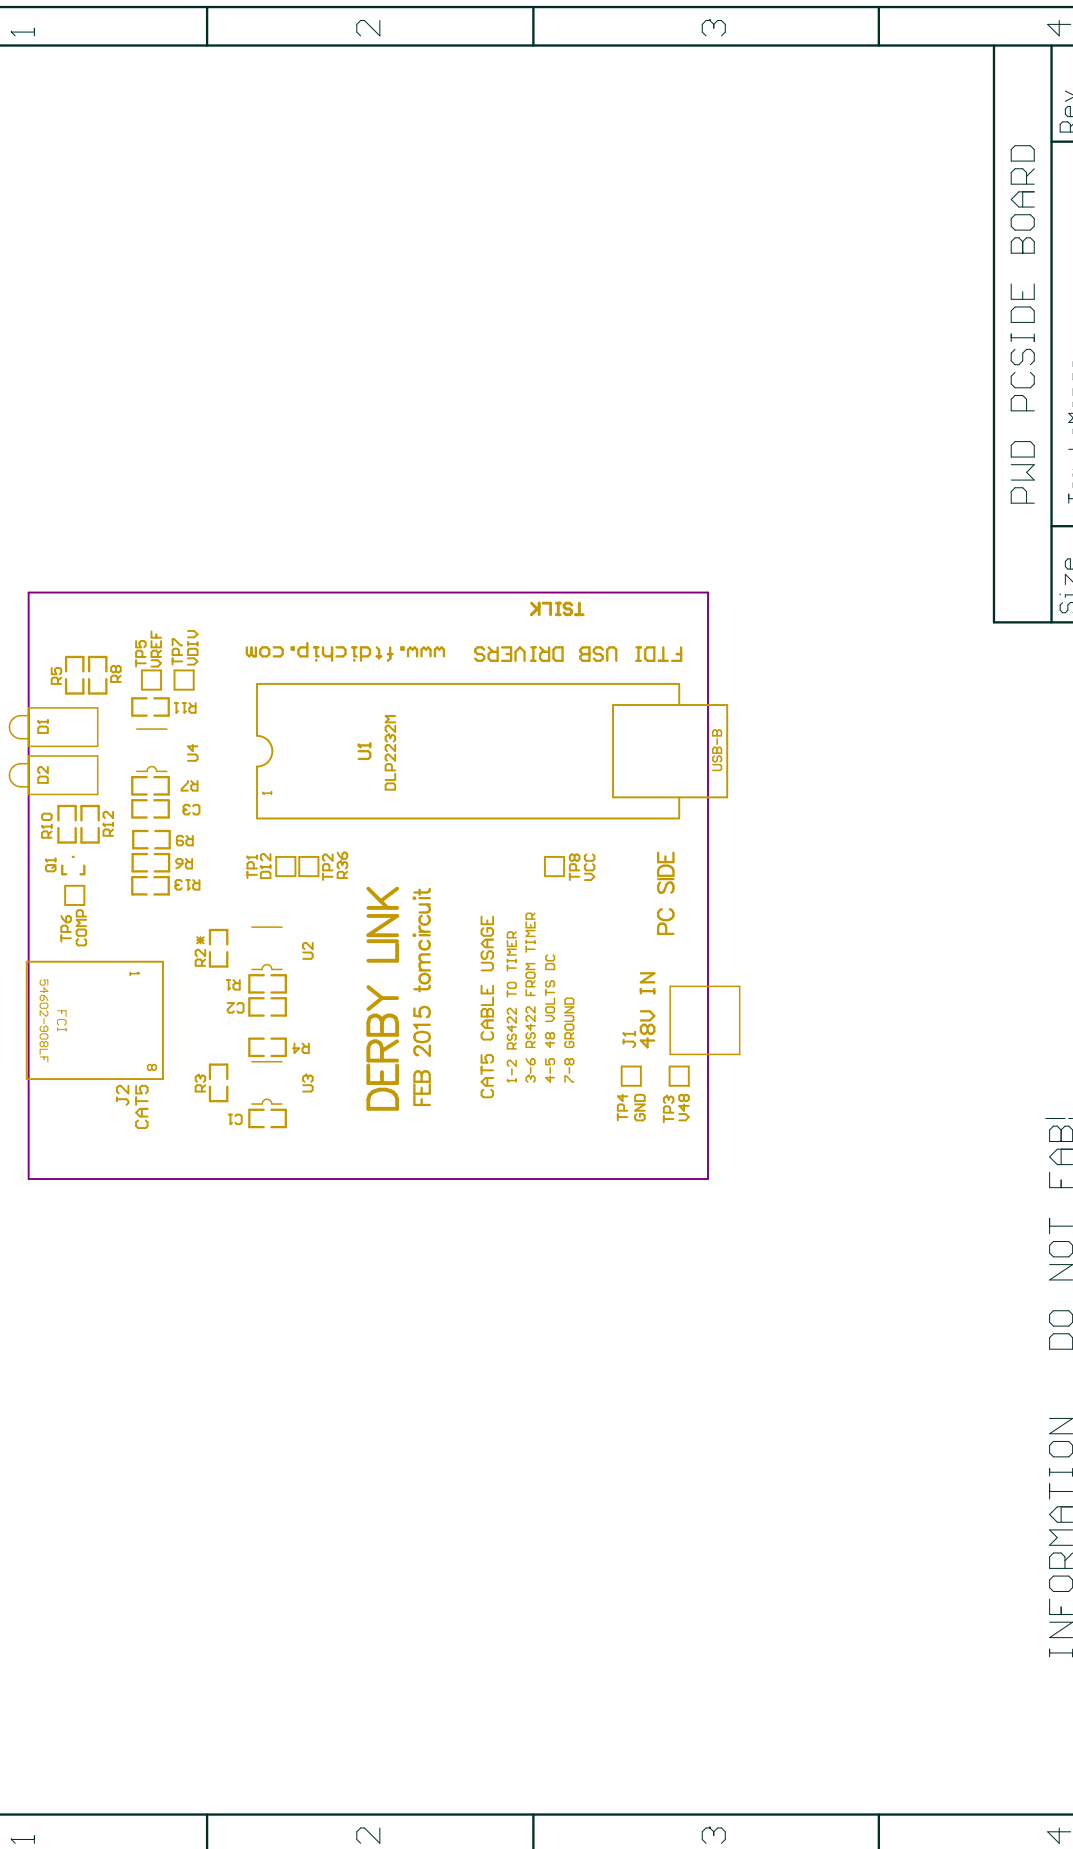 1
2
3
4
PWD PCSIDE BOARD
Rev
Size
TSILK
FTDI USB DRIVERS www.ftdichip.com
R5
R8
TP5
VREF
TP7
VDIV
D1
D2
R11
U4
R7
C3
R9
R6
R13
R10
R12
Q1
TP6
COMP
1
U1
DLP2232M
USB-B
TP1
D12
TP2
R36
TP8
VCC
54602-908LF
FCI
1
8
J2
CAT5
R2*
R1
C2
U2
R4
R3
U3
C1
DERBY LINK
FEB 2015 tomcircuit
CAT5 CABLE USAGE
1-2 RS422 TO TIMER
3-6 RS422 FROM TIMER
4-5 48 VOLTS DC
7-8 GROUND
PC SIDE
J1
48V IN
TP4
GND
TP3
V48
INFORMATION DO NOT FAB!
1
2
3
4